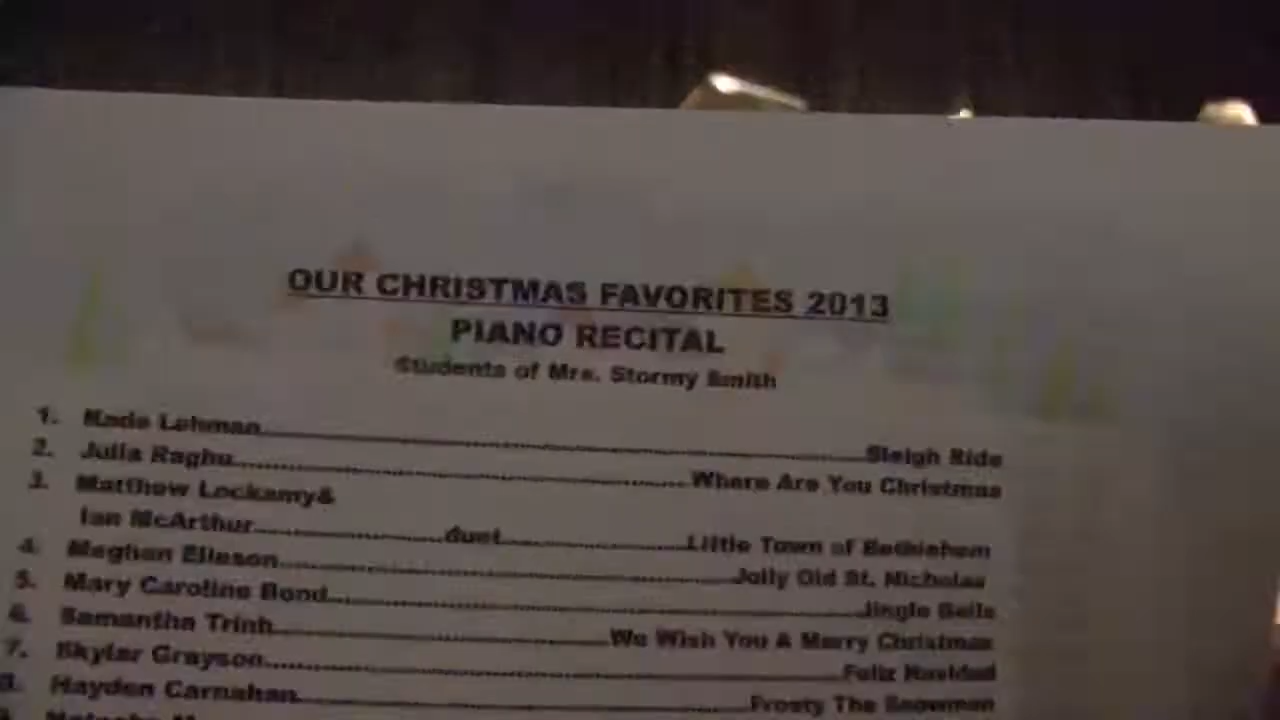 OUR CHRISTMAS FAVORITES 2013
PIANO RECITAL
Students of Mrs. Stormy Smith
1. Kade Lehman Sleigh Ride
2. Julia Raghu Where Are You Christmas
3. Matthew Lockamy&
Ian McArthur duet Little Town of Bethlehem
4. Meghan Elleson Jolly Old St. Nicholas
5. Mary Caroline Bond Jingle Bells
6. Samantha Trinh We Wish You A Merry Christmas
7. Skylar Grayson Feliz Navidad
8. Hayden Carnahan Frosty The Snowman